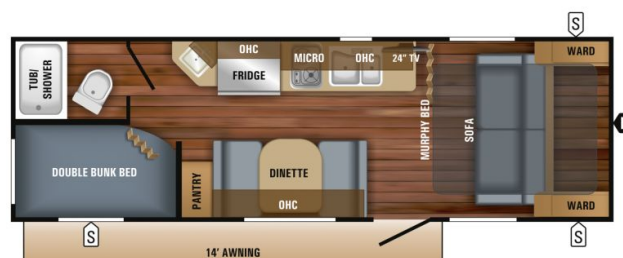 S
OHC
MICRO
OHC
24" TV
WARD
TUB/
SHOWER
FRIDGE
MURPHY BED
SOFA
DOUBLE BUNK BED
PANTRY
DINETTE
OHC
WARD
S
S
14' AWNING